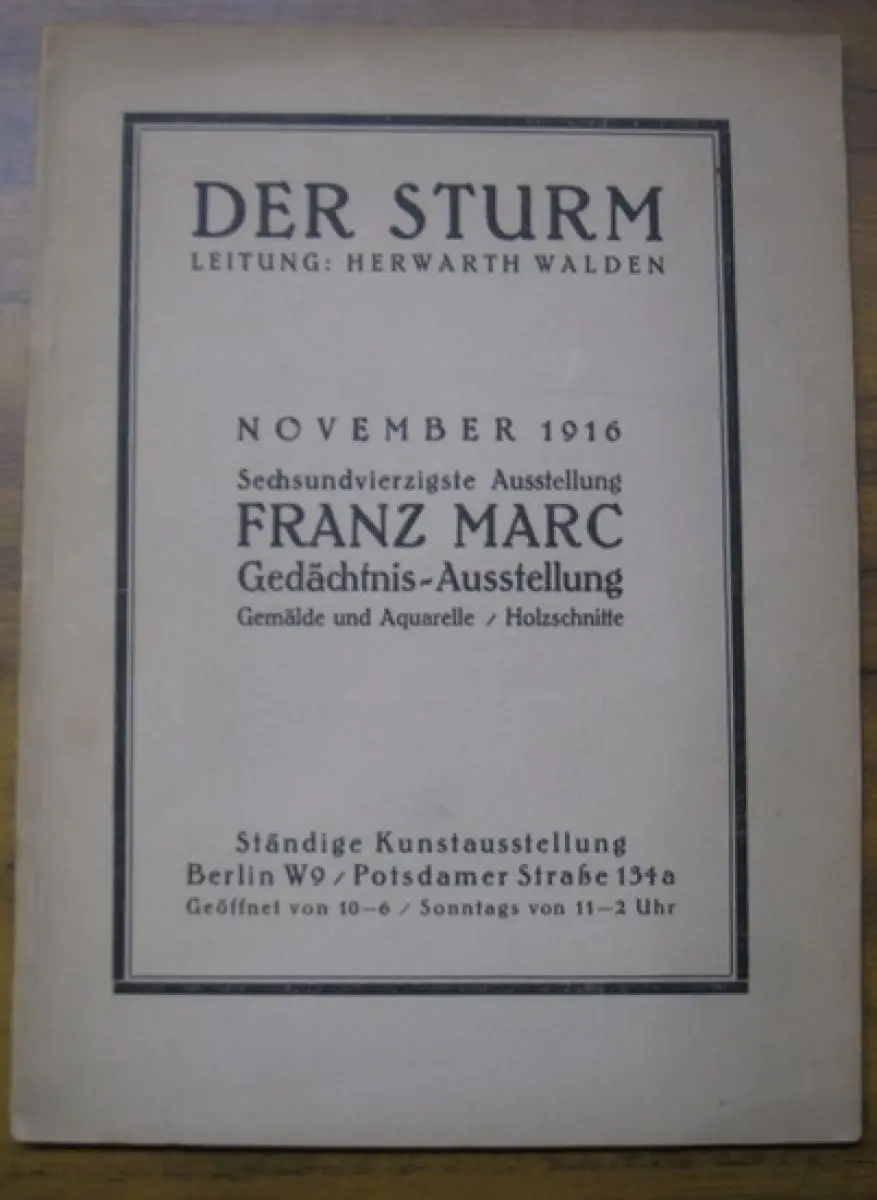 DER STURM
LEITUNG: HERWARTH WALDEN
NOVEMBER 1916
Sechsundvierzigste Ausstellung
FRANZ MARC
Gedächtnis-Ausstellung
Gemälde und Aquarelle / Holzschnitte
Ständige Kunstausstellung
Berlin W9 / Potsdamer Straße 134a
Geöffnet von 10–6 / Sonntags von 11–2 Uhr